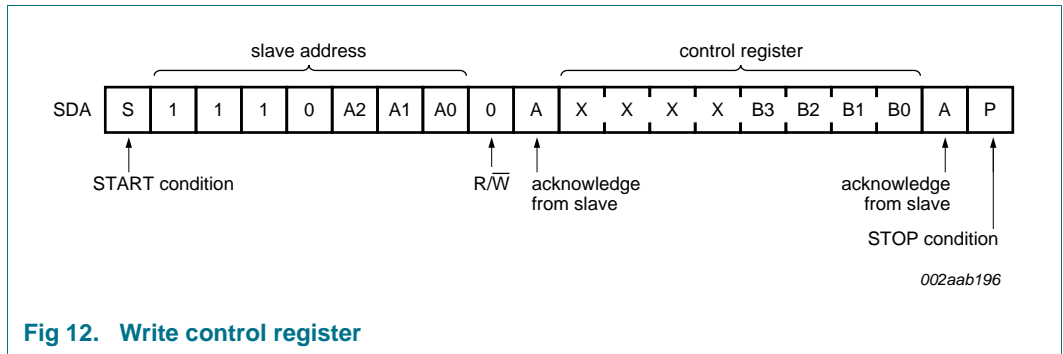 slave address control register
SDA S 1 1 1 0 A2 A1 A0 0 A X X X X B3 B2 B1 B0 A P
START condition R/W̅ acknowledge from slave acknowledge from slave
STOP condition
002aab196
Fig 12. Write control register